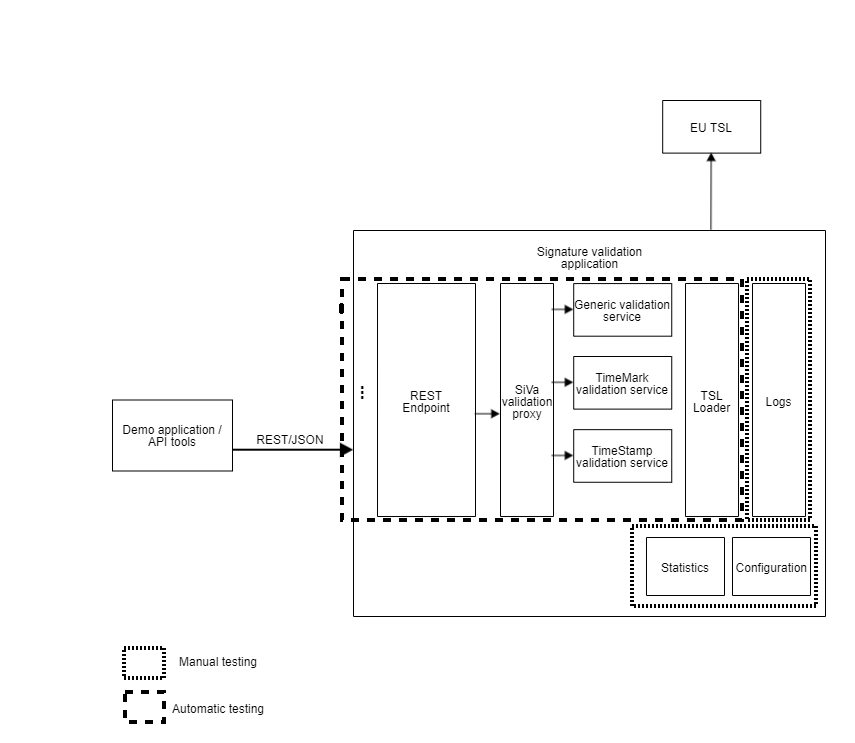 EU TSL
Signature validation
application
Generic validation
service
REST
Endpoint
SiVa
validation
proxy
TimeMark
validation service
TSL
Loader
Logs
Demo application /
API tools
REST/JSON
TimeStamp
validation service
Statistics
Configuration
Manual testing
Automatic testing